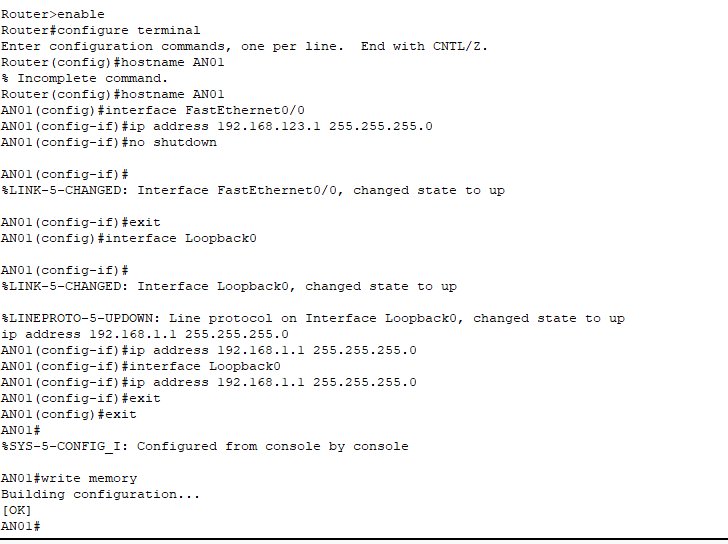 Router>enable
Router#configure terminal
Enter configuration commands, one per line.  End with CNTL/Z.
Router(config)#hostname AN01
% Incomplete command.
Router(config)#hostname AN01
AN01(config)#interface FastEthernet0/0
AN01(config-if)#ip address 192.168.123.1 255.255.255.0
AN01(config-if)#no shutdown
AN01(config-if)#
%LINK-5-CHANGED: Interface FastEthernet0/0, changed state to up
AN01(config-if)#exit
AN01(config)#interface Loopback0
AN01(config-if)#
%LINK-5-CHANGED: Interface Loopback0, changed state to up
%LINEPROTO-5-UPDOWN: Line protocol on Interface Loopback0, changed state to up
ip address 192.168.1.1 255.255.255.0
AN01(config-if)#ip address 192.168.1.1 255.255.255.0
AN01(config-if)#interface Loopback0
AN01(config-if)#ip address 192.168.1.1 255.255.255.0
AN01(config-if)#exit
AN01(config)#exit
AN01#
%SYS-5-CONFIG_I: Configured from console by console
AN01#write memory
Building configuration...
[OK]
AN01#